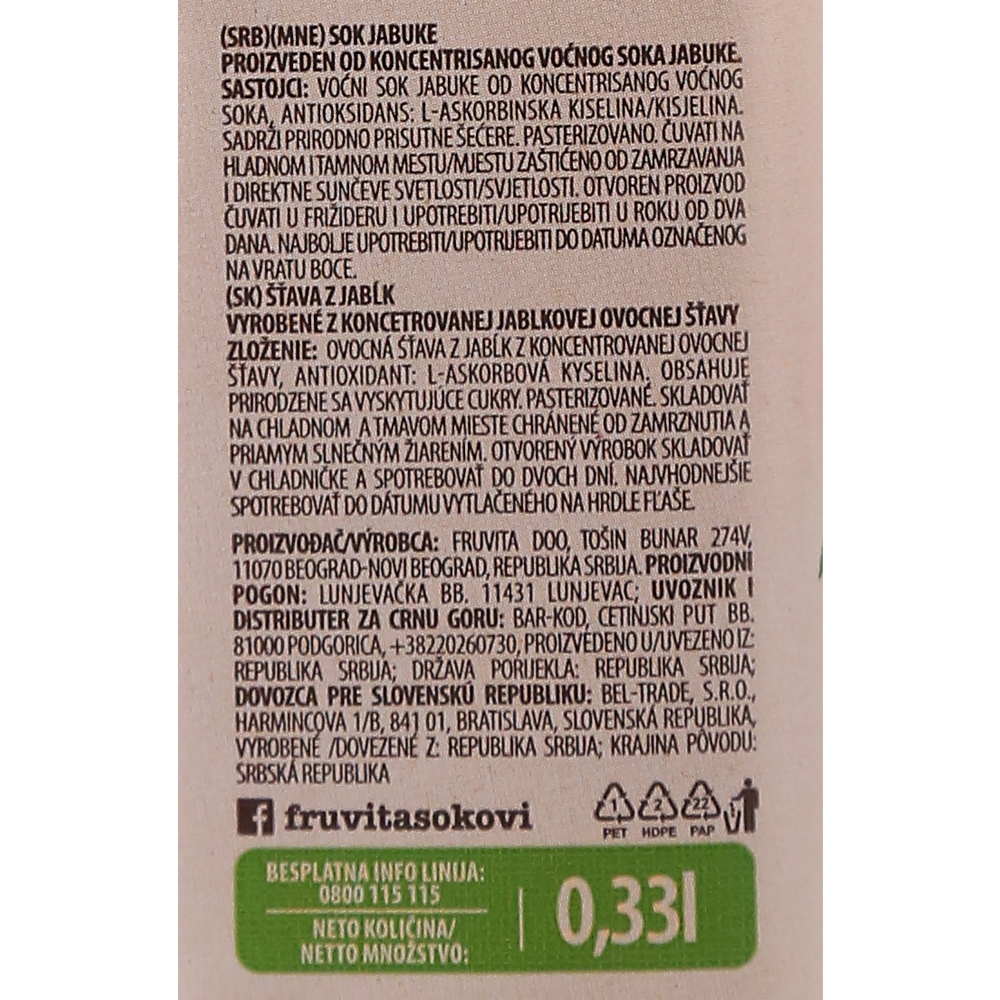 (SRB)(MNE) SOK JABUKE
PROIZVEDEN OD KONCENTRISANOG VOĆNOG SOKA JABUKE.
SASTOJCI: VOĆNI SOK JABUKE OD KONCENTRISANOG VOĆNOG
SOKA, ANTIOKSIDANS: L-ASKORBINSKA KISELINA/KISJELINA.
SADRŽI PRIRODNO PRISUTNE ŠEĆERE. PASTERIZOVANO. ČUVATI NA
HLADNOM I TAMNOM MESTU/MJESTU ZAŠTIĆENO OD ZAMRZAVANJA
I DIREKTNE SUNČEVE SVETLOSTI/SVJETLOSTI. OTVOREN PROIZVOD
ČUVATI U FRIŽIDERU I UPOTREBITI/UPOTRIJEBITI U ROKU OD DVA
DANA. NAJBOLJE UPOTREBITI/UPOTRIJEBITI DO DATUMA OZNAČENOG
NA VRATU BOCE.
(SK) ŠŤAVA Z JABĹK
VYROBENÉ Z KONCETROVANEJ JABLKOVEJ OVOCNEJ ŠŤAVY
ZLOŽENIE: OVOCNÁ ŠŤAVA Z JABĹK Z KONCENTROVANEJ OVOCNEJ
ŠŤAVY, ANTIOXIDANT: L-ASKORBOVÁ KYSELINA. OBSAHUJE
PRIRODZENE SA VYSKYTUJÚCE CUKRY. PASTERIZOVANÉ. SKLADOVAŤ
NA CHLADNOM A TMAVOM MIESTE CHRÁNENÉ OD ZAMRZNUTIA A
PRIAMYM SLNEČNÝM ŽIARENÍM. OTVORENÝ VÝROBOK SKLADOVAŤ
V CHLADNIČKE A SPOTREBOVAŤ DO DVOCH DNÍ. NAJVHODNEJŠIE
SPOTREBOVAŤ DO DÁTUMU VYTLAČENÉHO NA HRDLE FĽAŠE.
PROIZVOĐAČ/VÝROBCA: FRUVITA DOO, TOŠIN BUNAR 274V,
11070 BEOGRAD-NOVI BEOGRAD, REPUBLIKA SRBIJA. PROIZVODNI
POGON: LUNJEVAČKA BB. 11431 LUNJEVAC; UVOZNIK I
DISTRIBUTER ZA CRNU GORU: BAR-KOD, CETINJSKI PUT BB.
81000 PODGORICA, +38220260730, PROIZVEDENO U/UVEZENO IZ:
REPUBLIKA SRBIJA; DRŽAVA PORIJEKLA: REPUBLIKA SRBIJA;
DOVOZCA PRE SLOVENSKÚ REPUBLIKU: BEL-TRADE, S.R.O.,
HARMINCOVA 1/B, 841 01, BRATISLAVA, SLOVENSKÁ REPUBLIKA,
VYROBENÉ /DOVEZENÉ Z: REPUBLIKA SRBIJA; KRAJINA PÔVODU:
SRBSKÁ REPUBLIKA
f fruvitasokovi
1 2 22
PET HDPE PAP
BESPLATNA INFO LINIJA:
0800 115 115
NETO KOLIČINA/
NETTO MNOŽSTVO:
0,33l